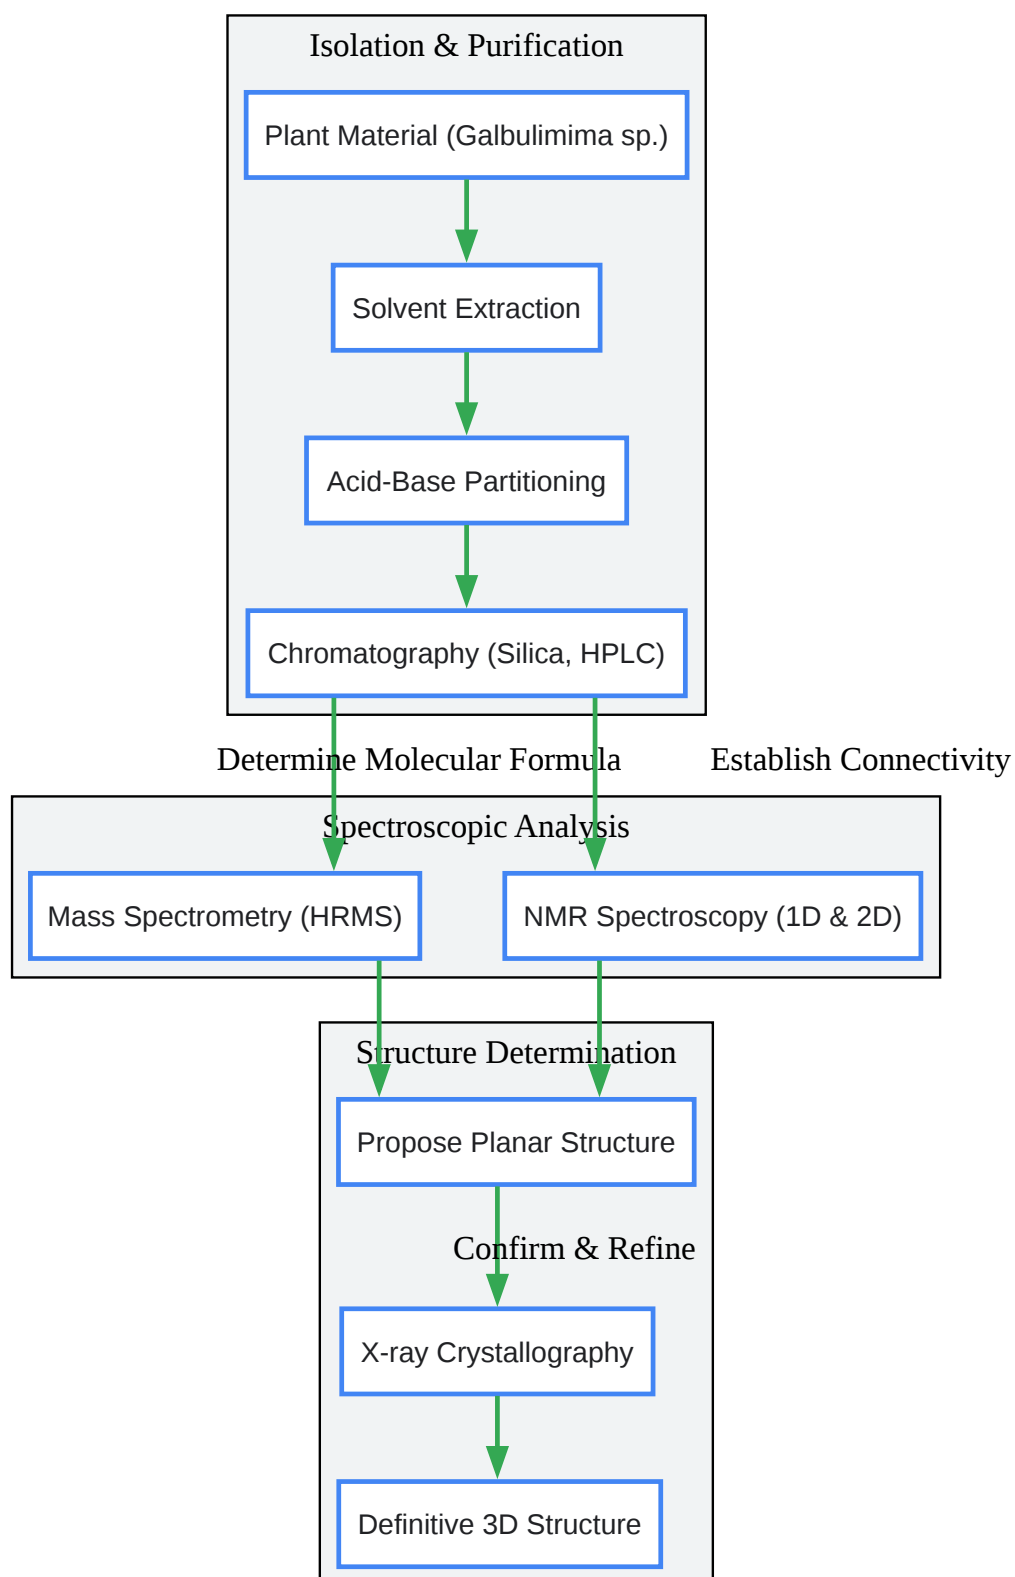 Isolation & Purification
Plant Material (Galbulimima sp.)
Solvent Extraction
Acid-Base Partitioning
Chromatography (Silica, HPLC)
Determine Molecular Formula
Establish Connectivity
Spectroscopic Analysis
Mass Spectrometry (HRMS)
NMR Spectroscopy (1D & 2D)
Structure Determination
Propose Planar Structure
Confirm & Refine
X-ray Crystallography
Definitive 3D Structure